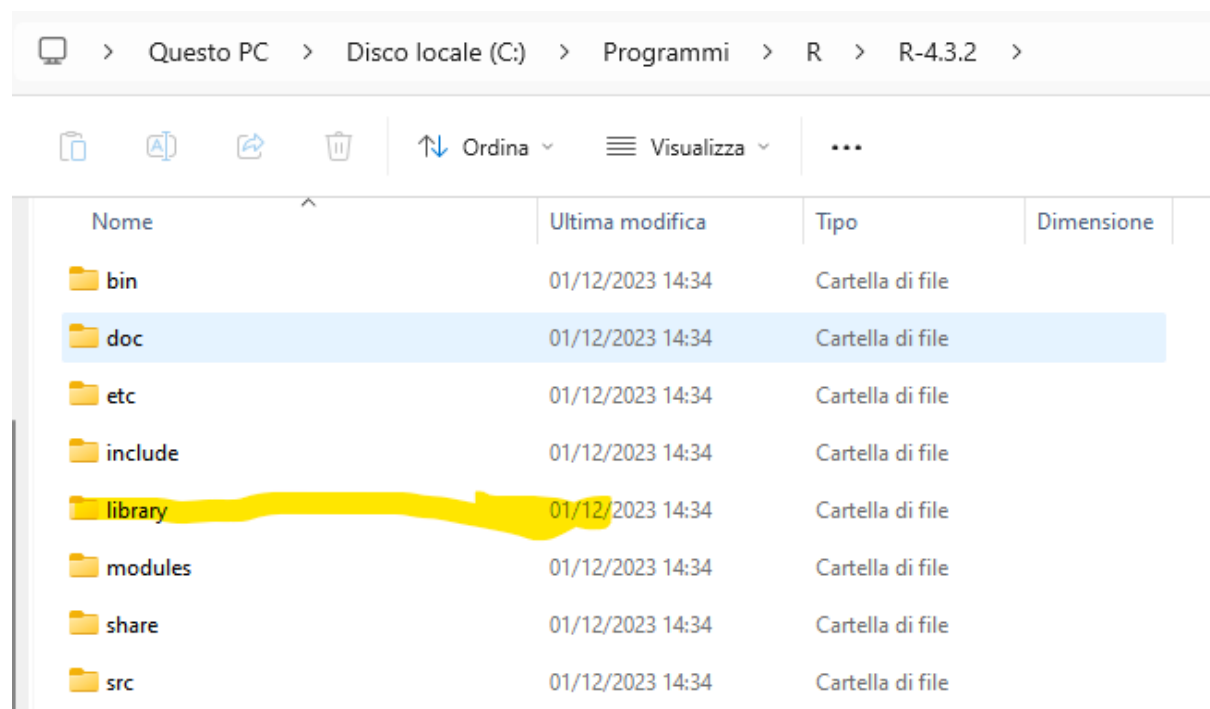 Questo PC > Disco locale (C:) > Programmi > R > R-4.3.2 >
Ordina Visualizza ...
Nome Ultima modifica Tipo Dimensione
bin 01/12/2023 14:34 Cartella di file
doc 01/12/2023 14:34 Cartella di file
etc 01/12/2023 14:34 Cartella di file
include 01/12/2023 14:34 Cartella di file
library 01/12/2023 14:34 Cartella di file
modules 01/12/2023 14:34 Cartella di file
share 01/12/2023 14:34 Cartella di file
src 01/12/2023 14:34 Cartella di file